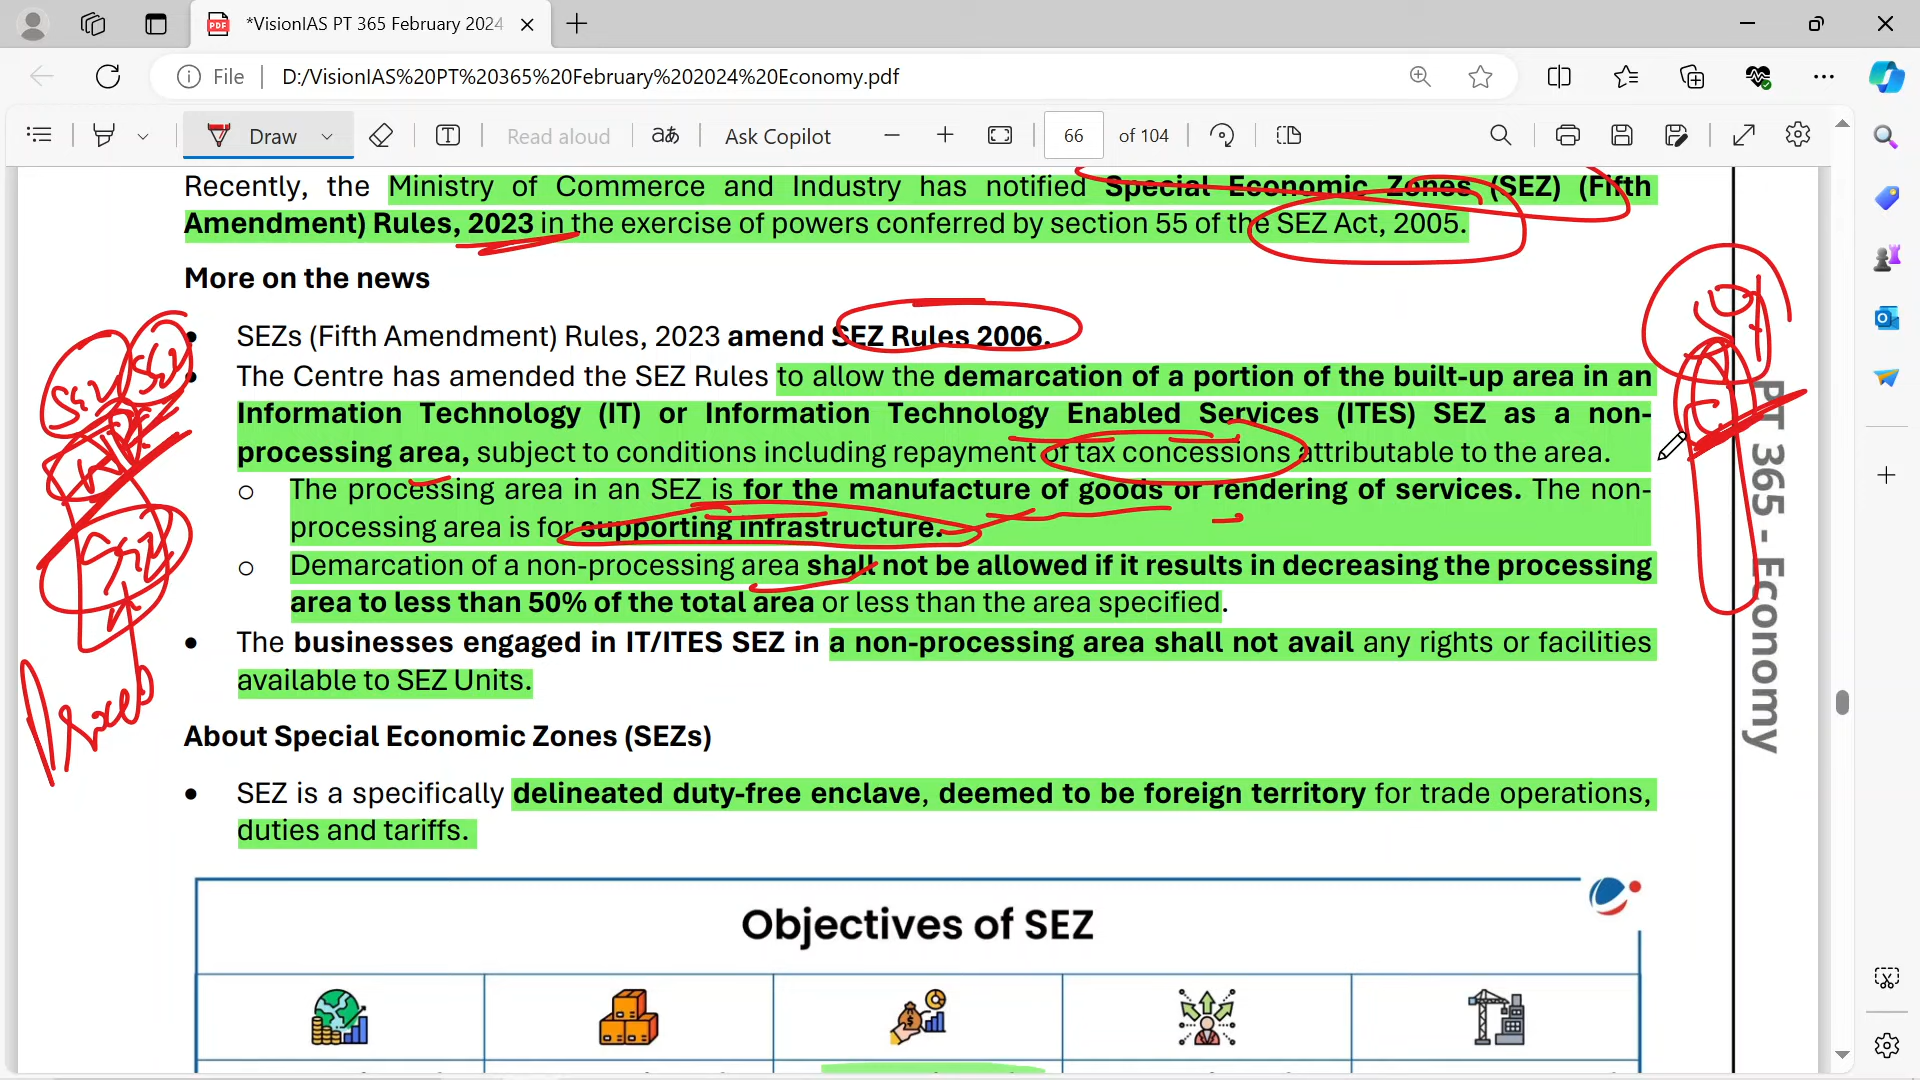 *VisionIAS PT 365 February 2024
File
D:/VisionIAS%20PT%20365%20February%202024%20Economy.pdf
Draw
Read aloud
aあ
Ask Copilot
66
of 104
Recently, the Ministry of Commerce and Industry has notified Special Economic Zones (SEZ) (Fifth
Amendment) Rules, 2023 in the exercise of powers conferred by section 55 of the SEZ Act, 2005.
More on the news
• SEZs (Fifth Amendment) Rules, 2023 amend SEZ Rules 2006.
• The Centre has amended the SEZ Rules to allow the demarcation of a portion of the built-up area in an
Information Technology (IT) or Information Technology Enabled Services (ITES) SEZ as a non-
processing area, subject to conditions including repayment of tax concessions attributable to the area.
o The processing area in an SEZ is for the manufacture of goods or rendering of services. The non-
processing area is for supporting infrastructure.
o Demarcation of a non-processing area shall not be allowed if it results in decreasing the processing
area to less than 50% of the total area or less than the area specified.
• The businesses engaged in IT/ITES SEZ in a non-processing area shall not avail any rights or facilities
available to SEZ Units.
About Special Economic Zones (SEZs)
• SEZ is a specifically delineated duty-free enclave, deemed to be foreign territory for trade operations,
duties and tariffs.
Objectives of SEZ
PT 365 - Economy